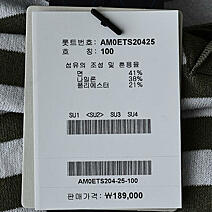 롯트번호: AM0ETS20425
호 칭: 100
섬유의 조성 및 혼용율
면 41%
나일론 38%
폴리에스터 21%
SU1 <SU2> SU3 SU4
AM0ETS204-25-100
판매가격: ₩189,000